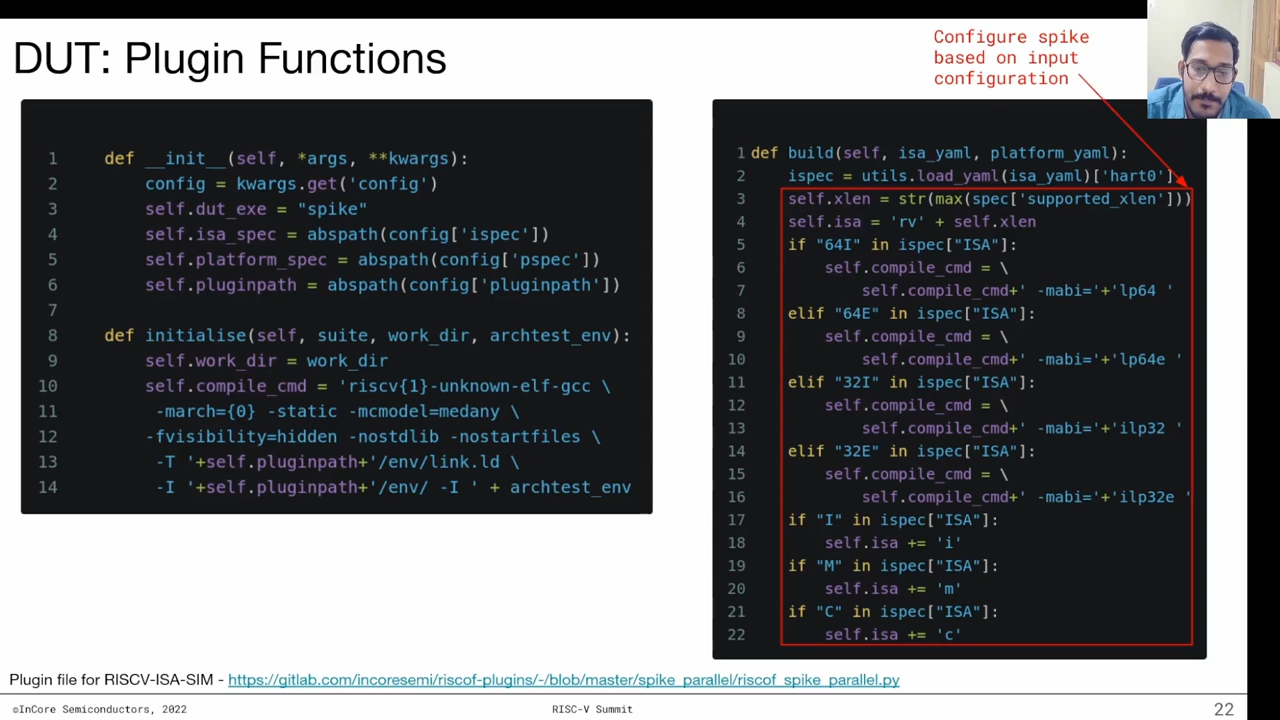 DUT: Plugin Functions
Configure spike
based on input
configuration
1 def __init__(self, *args, **kwargs):
2 config = kwargs.get('config')
3 self.dut_exe = "spike"
4 self.isa_spec = abspath(config['ispec'])
5 self.platform_spec = abspath(config['pspec'])
6 self.pluginpath = abspath(config['pluginpath'])
7
8 def initialise(self, suite, work_dir, archtest_env):
9 self.work_dir = work_dir
10 self.compile_cmd = 'riscv{1}-unknown-elf-gcc \
11 -march={0} -static -mcmodel=medany \
12 -fvisibility=hidden -nostdlib -nostartfiles \
13 -T '+self.pluginpath+'/env/link.ld \
14 -I '+self.pluginpath+'/env/ -I ' + archtest_env
1 def build(self, isa_yaml, platform_yaml):
2 ispec = utils.load_yaml(isa_yaml)['hart0']
3 self.xlen = str(max(spec['supported_xlen']))
4 self.isa = 'rv' + self.xlen
5 if "64I" in ispec["ISA"]:
6 self.compile_cmd = \
7 self.compile_cmd+' -mabi='+'lp64 '
8 elif "64E" in ispec["ISA"]:
9 self.compile_cmd = \
10 self.compile_cmd+' -mabi='+'lp64e '
11 elif "32I" in ispec["ISA"]:
12 self.compile_cmd = \
13 self.compile_cmd+' -mabi='+'ilp32 '
14 elif "32E" in ispec["ISA"]:
15 self.compile_cmd = \
16 self.compile_cmd+' -mabi='+'ilp32e '
17 if "I" in ispec["ISA"]:
18 self.isa += 'i'
19 if "M" in ispec["ISA"]:
20 self.isa += 'm'
21 if "C" in ispec["ISA"]:
22 self.isa += 'c'
Plugin file for RISCV-ISA-SIM - https://gitlab.com/incoresemi/riscof-plugins/-/blob/master/spike_parallel/riscof_spike_parallel.py
©InCore Semiconductors, 2022
RISC-V Summit
22